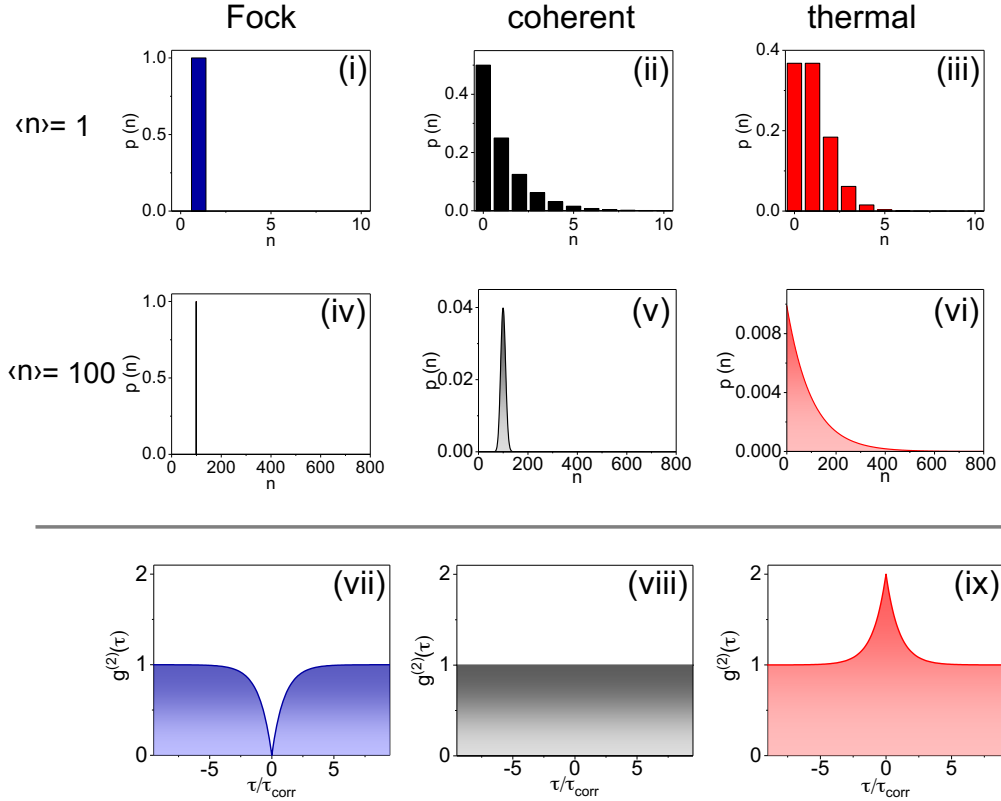 Fock coherent thermal
(i) (ii) (iii)
‹n›= 1
p (n) 1.0 0.5 0.0
0 5 10
n
p (n) 0.4 0.2 0.0
0 5 10
n
p (n) 0.4 0.2 0.0
0 5 10
n
(iv) (v) (vi)
‹n›= 100
p (n) 1.0 0.5 0.0
0 200 400 600 800
n
p (n) 0.04 0.02 0.00
0 200 400 600 800
n
p (n) 0.008 0.004 0.000
0 200 400 600 800
n
(vii) (viii) (ix)
g(2)(τ) 2 1 0
-5 0 5
τ/τcorr
g(2)(τ) 2 1 0
-5 0 5
τ/τcorr
g(2)(τ) 2 1 0
-5 0 5
τ/τcorr